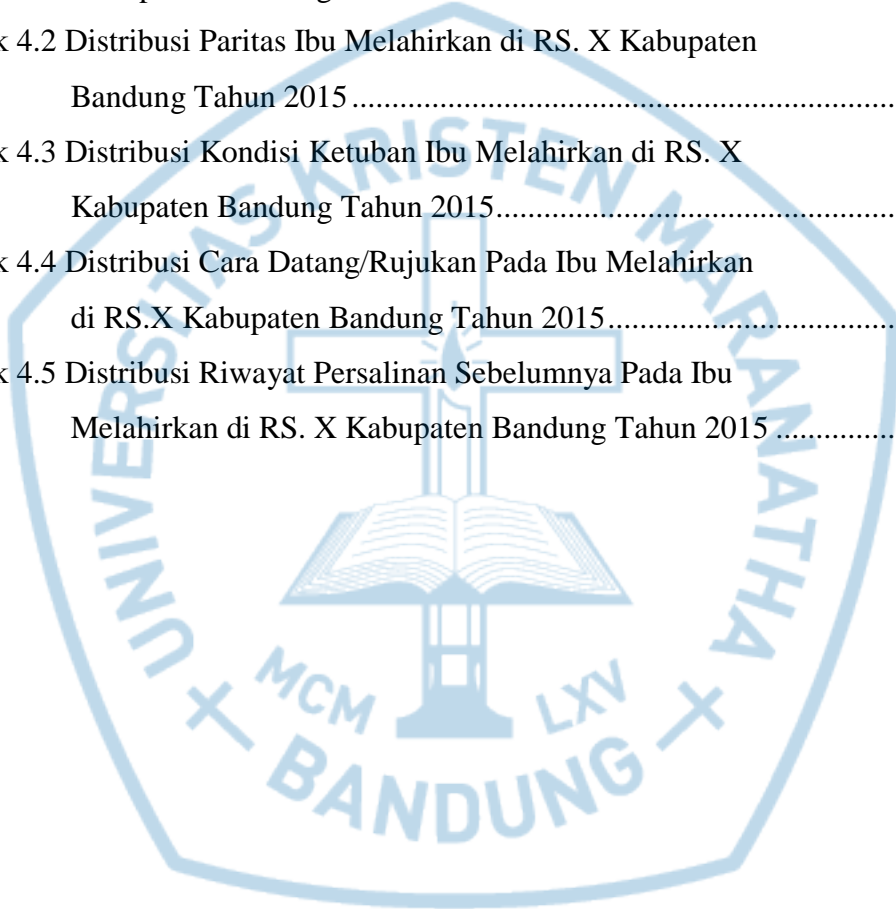 k 4.2 Distribusi Paritas Ibu Melahirkan di RS. X Kabupaten
Bandung Tahun 2015....................................................................
k 4.3 Distribusi Kondisi Ketuban Ibu Melahirkan di RS. X
Kabupaten Bandung Tahun 2015..................................................
k 4.4 Distribusi Cara Datang/Rujukan Pada Ibu Melahirkan
di RS.X Kabupaten Bandung Tahun 2015....................................
k 4.5 Distribusi Riwayat Persalinan Sebelumnya Pada Ibu
Melahirkan di RS. X Kabupaten Bandung Tahun 2015 ...............
UNIVERSITAS KRISTEN MARANATHA
MCM LXV
BANDUNG